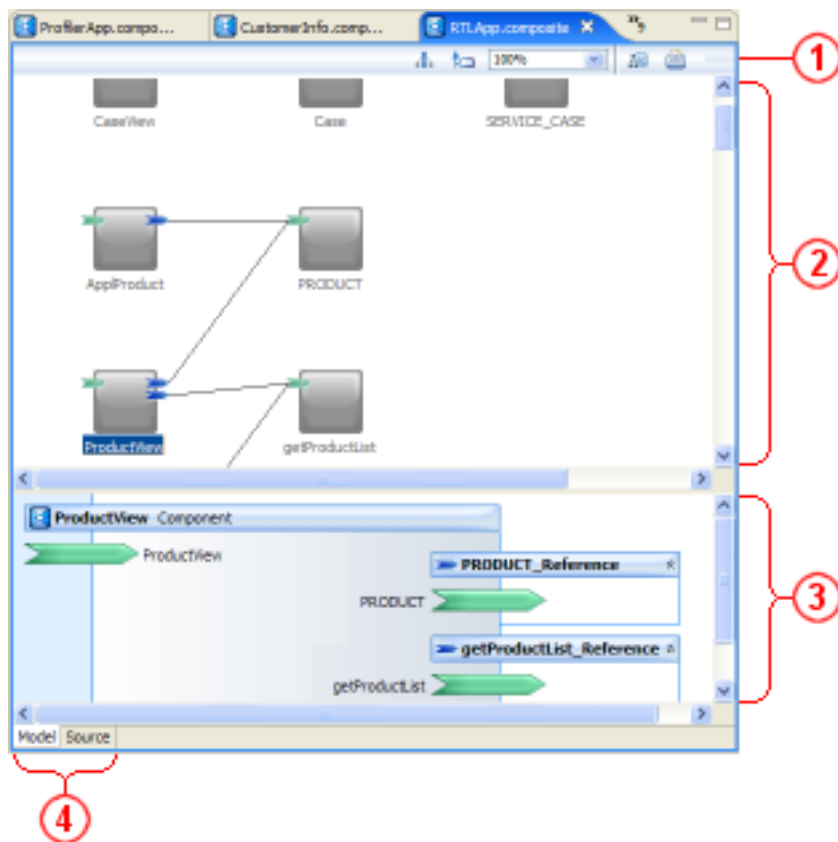 ProfilerApp.compo... CustomerInfo.comp... RTLApp.composite 9
100% 1
CaseView Case SERVICE_CASE
2
ApplProduct PRODUCT
ProductView getProductList
ProductView Component
ProductView
PRODUCT_Reference
PRODUCT
3
getProductList_Reference
getProductList
Model Source
4